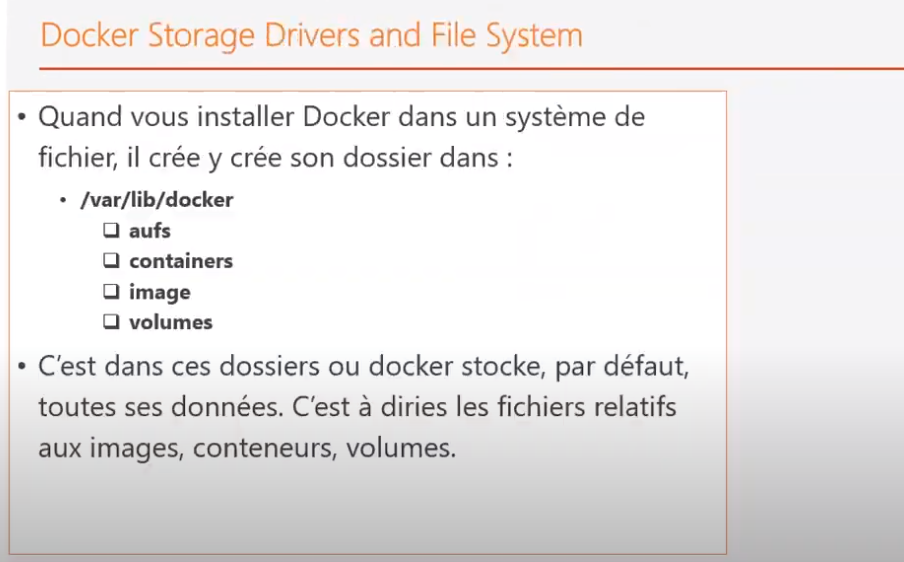 Docker Storage Drivers and File System
• Quand vous installer Docker dans un système de
fichier, il crée y crée son dossier dans :
• /var/lib/docker
❑ aufs
❑ containers
❑ image
❑ volumes
• C’est dans ces dossiers ou docker stocke, par défaut,
toutes ses données. C’est à diries les fichiers relatifs
aux images, conteneurs, volumes.